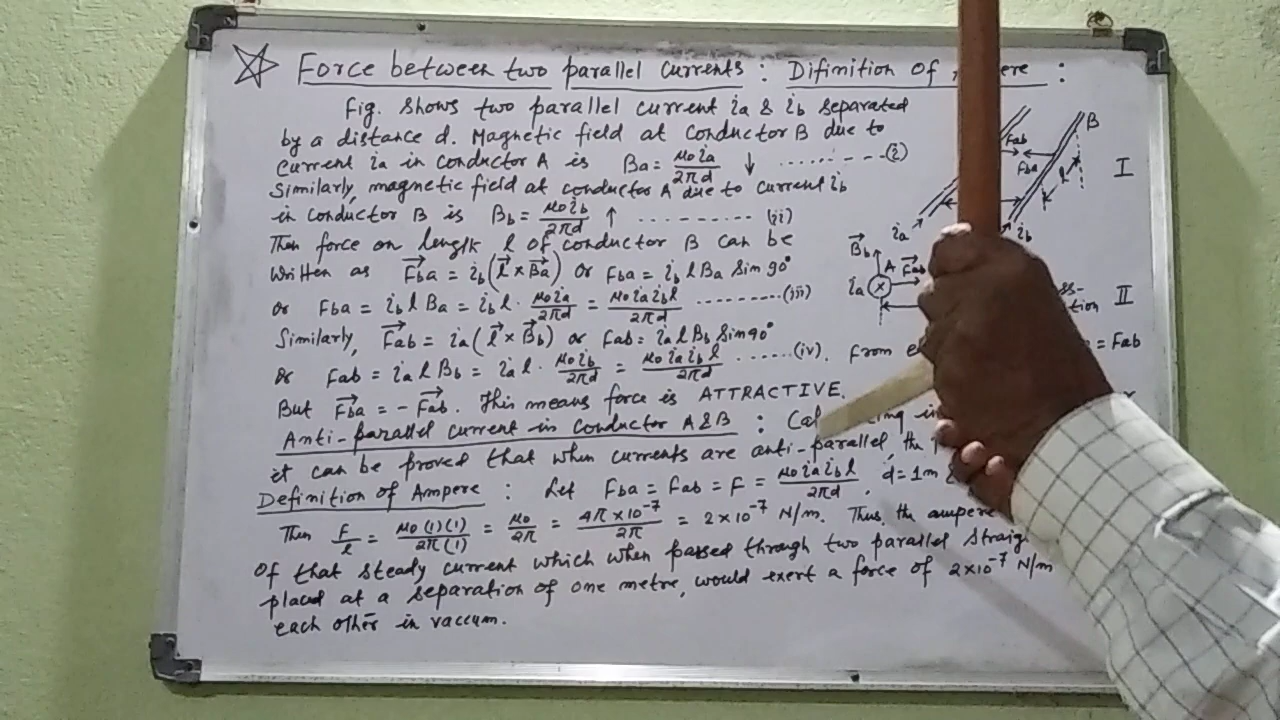 Force between two parallel currents : Difinition Of :
Fig. shows two parallel current ia & ib separated
by a distance d. Magnetic field at conductor B due to
current ia in conductor A is Ba = μ0ia/2πd ↓ ..........(i)
Similarly, magnetic field at conductor A due to current ib
in conductor B is Bb = μ0ib/2πd ↑ ..........(ii)
Then force on length l of conductor B can be
written as F⃗ba = ib(l⃗ × B⃗a) or Fba = ib l Ba Sin 90°
or Fba = ib l Ba = ib l · μ0ia/2πd = μ0iaibl/2πd ..........(iii)
Similarly, F⃗ab = ia(l⃗ × B⃗b) or Fab = ia l Bb Sin 90°
or Fab = ia l Bb = ia l · μ0ib/2πd = μ0iaibl/2πd ......(iv). From = Fab
But F⃗ba = - F⃗ab. This means force is ATTRACTIVE.
Anti-parallel current in conductor A & B :
it can be proved that when currents are anti-parallel, the
Definition of Ampere : Let Fba = Fab = F = μ0iaibl/2πd, d = 1m
Then F/l = μ0(1)(1)/2π(1) = μ0/2π = 4π×10⁻⁷/2π = 2×10⁻⁷ N/m. Thus, the ampere
of that steady current which when passed through two parallel
placed at a separation of one metre, would exert a force of 2×10⁻⁷ N/m
each other in vaccum.
B
Fab
Fba
l
I
ia
ib
B⃗b
A F⃗ab
ia
II